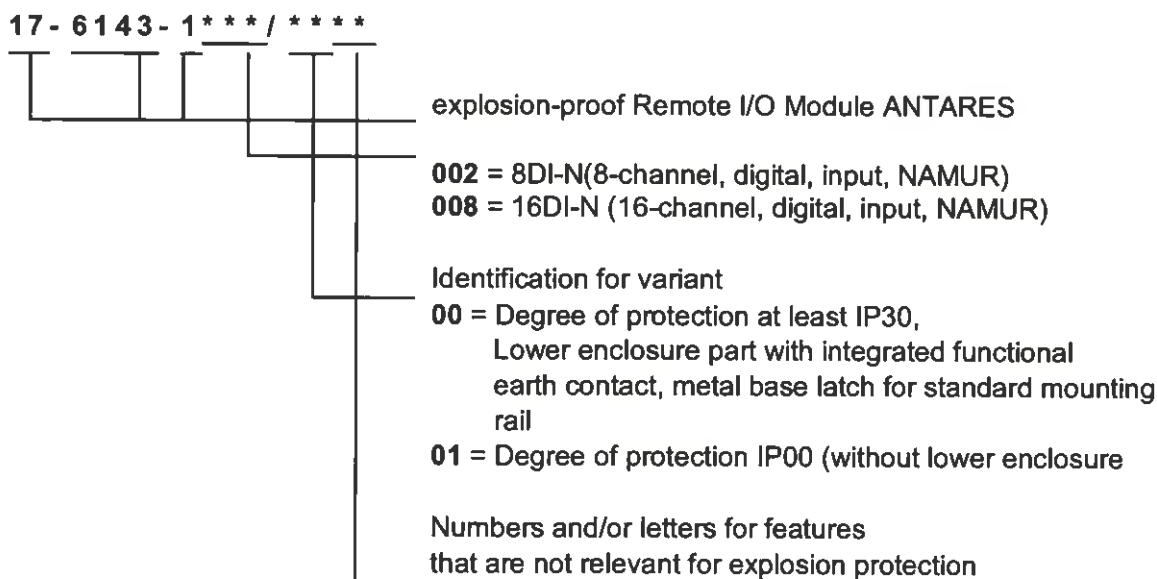 17-6143-1***/****
explosion-proof Remote I/O Module ANTARES
002 = 8DI-N(8-channel, digital, input, NAMUR)
008 = 16DI-N (16-channel, digital, input, NAMUR)
Identification for variant
00 = Degree of protection at least IP30,
Lower enclosure part with integrated functional
earth contact, metal base latch for standard mounting
rail
01 = Degree of protection IP00 (without lower enclosure
Numbers and/or letters for features
that are not relevant for explosion protection